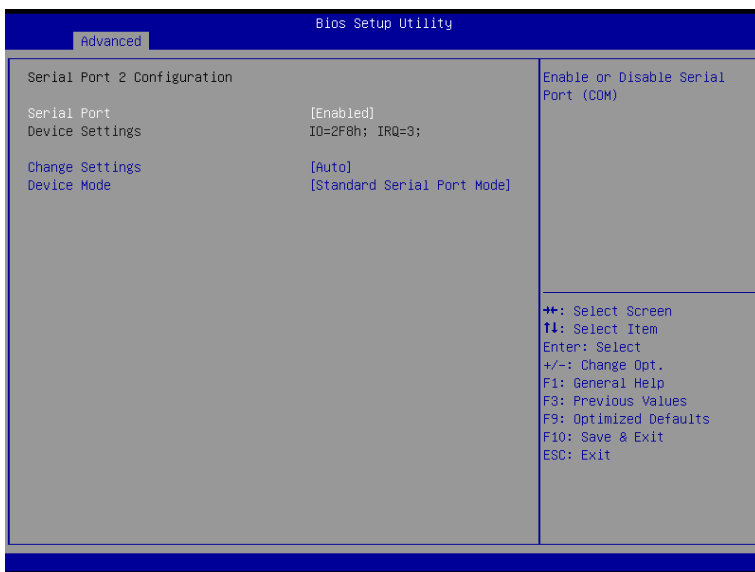 Bios Setup Utility
Advanced
Serial Port 2 Configuration
Serial Port [Enabled]
Device Settings IO=2F8h; IRQ=3;
Change Settings [Auto]
Device Mode [Standard Serial Port Mode]
Enable or Disable Serial
Port (COM)
→←: Select Screen
↑↓: Select Item
Enter: Select
+/-: Change Opt.
F1: General Help
F3: Previous Values
F9: Optimized Defaults
F10: Save & Exit
ESC: Exit